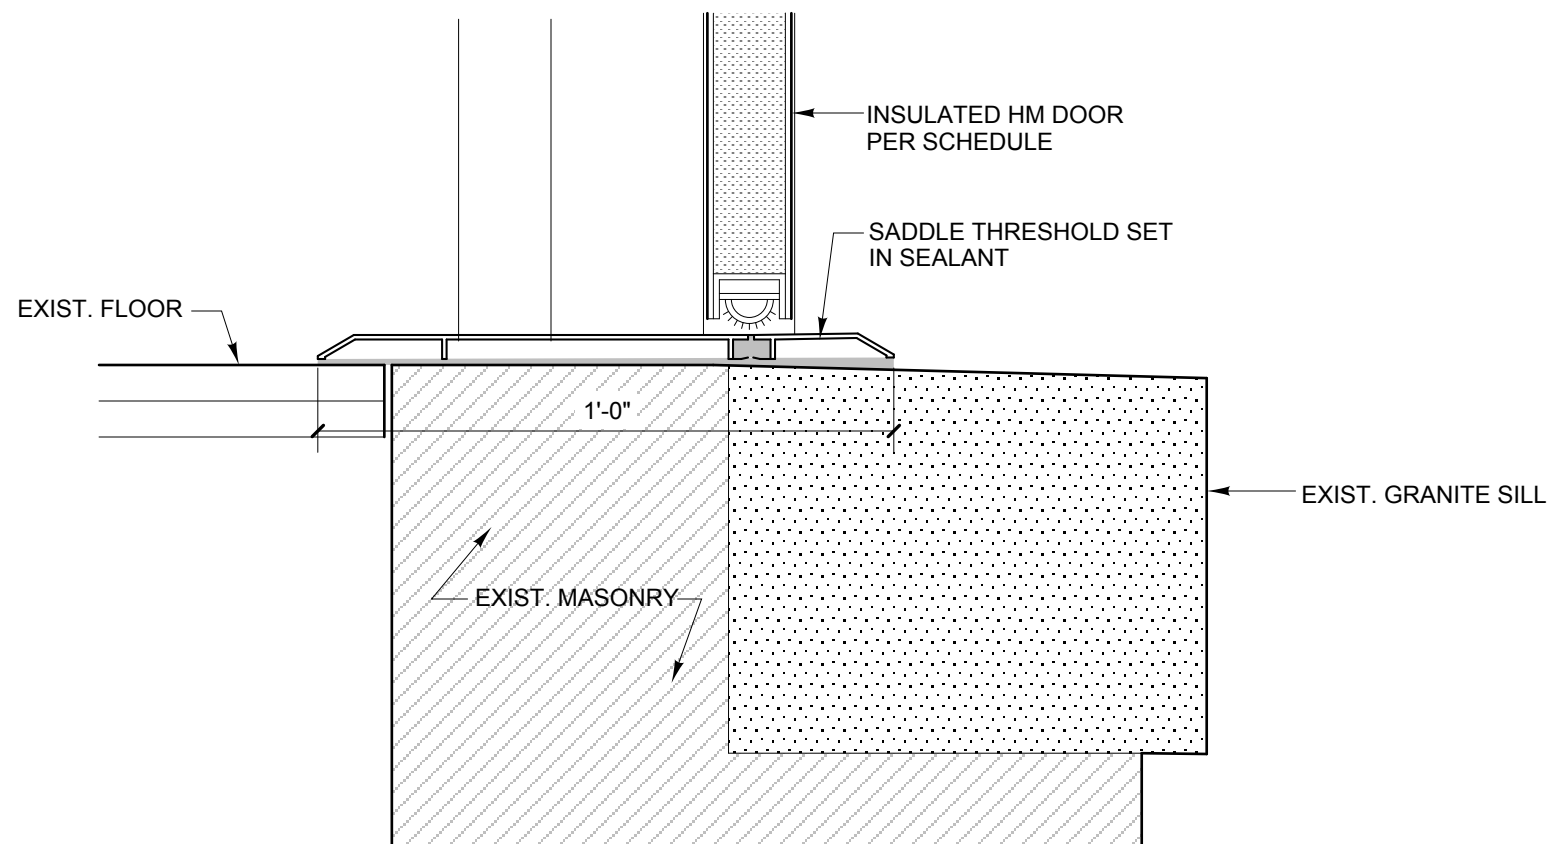 INSULATED HM DOOR
PER SCHEDULE
SADDLE THRESHOLD SET
IN SEALANT
EXIST. FLOOR
1'-0"
EXIST. GRANITE SILL
EXIST. MASONRY